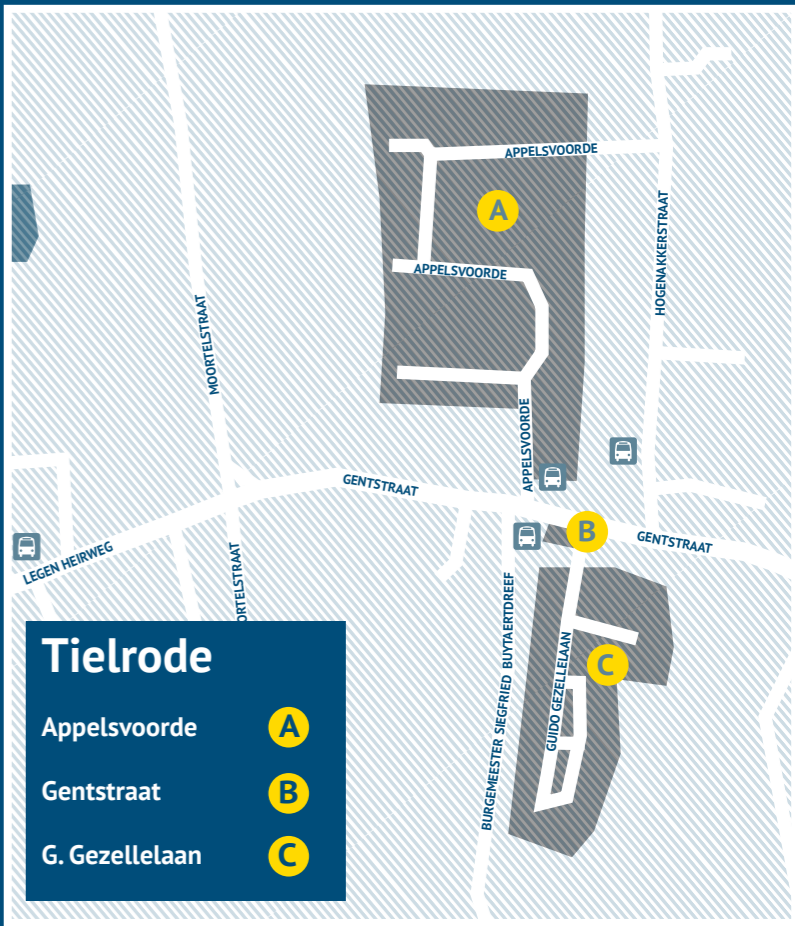 APPELSVOORDE
A
HOGENAKKERSTRAAT
APPELSVOORDE
MOORTELSTRAAT
APPELSVOORDE
GENTSTRAAT
B
GENTSTRAAT
LEGEN HEIRWEG
ORTELSTRAAT
BURGEMEESTER SIEGFRIED BUYTAERTDREEF
GUIDO GEZELLELAAN
C
Tielrode
Appelsvoorde A
Gentstraat B
G. Gezellelaan C